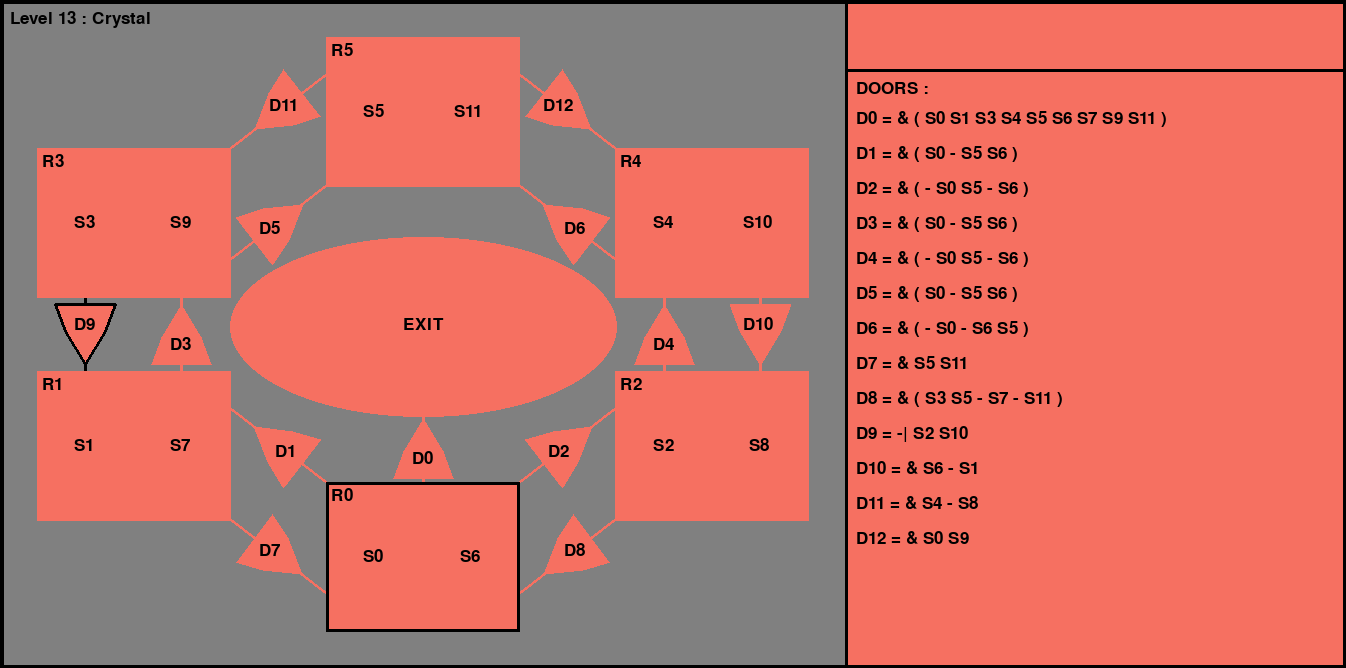 Level 13 : Crystal
R5
S5 S11
D11
D12
R3
S3 S9
R4
S4 S10
D5
D6
EXIT
D9
D3
D4
D10
R1
S1 S7
R2
S2 S8
D1
D0
D2
R0
S0 S6
D7
D8
DOORS :
D0 = & ( S0 S1 S3 S4 S5 S6 S7 S9 S11 )
D1 = & ( S0 - S5 S6 )
D2 = & ( - S0 S5 - S6 )
D3 = & ( S0 - S5 S6 )
D4 = & ( - S0 S5 - S6 )
D5 = & ( S0 - S5 S6 )
D6 = & ( - S0 - S6 S5 )
D7 = & S5 S11
D8 = & ( S3 S5 - S7 - S11 )
D9 = -| S2 S10
D10 = & S6 - S1
D11 = & S4 - S8
D12 = & S0 S9